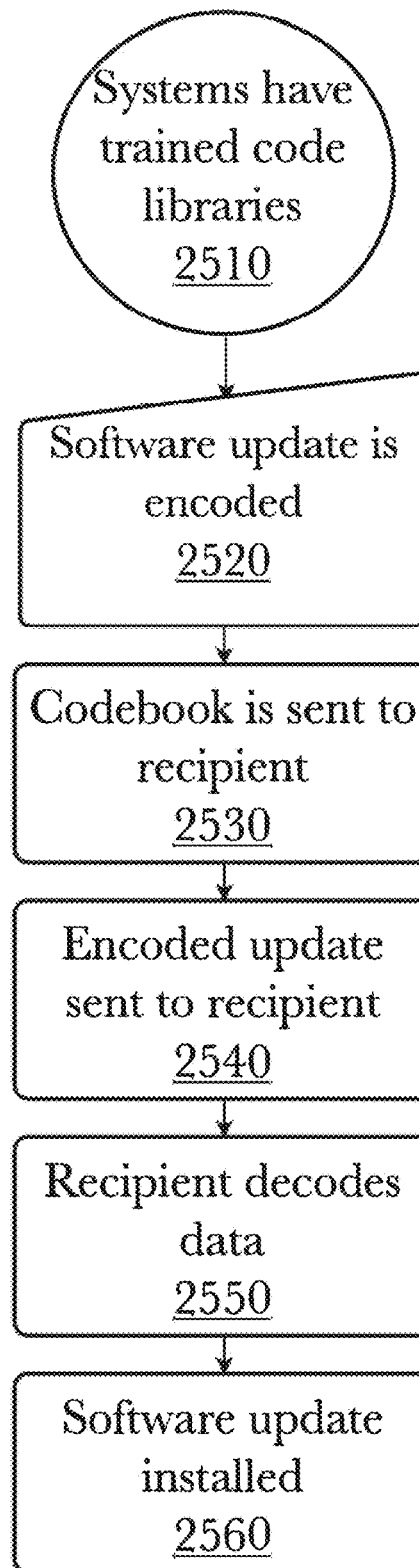 Systems have
trained code
libraries
2510
Software update is
encoded
2520
Codebook is sent to
recipient
2530
Encoded update
sent to recipient
2540
Recipient decodes
data
2550
Software update
installed
2560